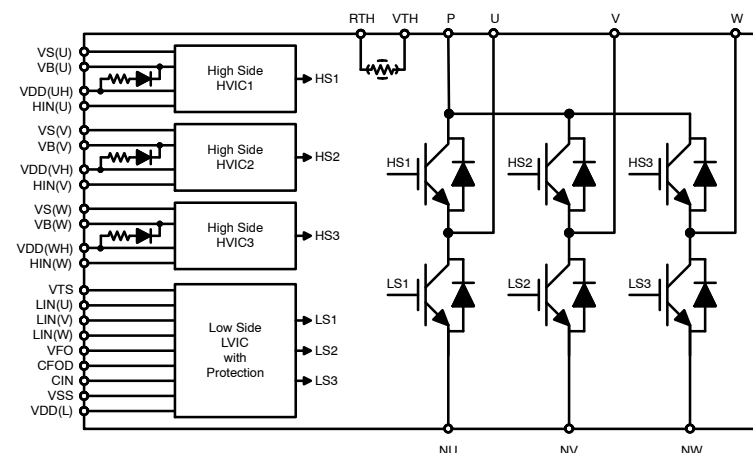 RTH VTH P U V W
VS(U)
VB(U)
VDD(UH)
HIN(U)
High Side
HVIC1
HS1
VS(V)
VB(V)
VDD(VH)
HIN(V)
High Side
HVIC2
HS2
VS(W)
VB(W)
VDD(WH)
HIN(W)
High Side
HVIC3
HS3
VTS
LIN(U)
LIN(V)
LIN(W)
VFO
CFOD
CIN
VSS
VDD(L)
Low Side
LVIC
with
Protection
LS1
LS2
LS3
HS1 HS2 HS3
LS1 LS2 LS3
NU NV NW